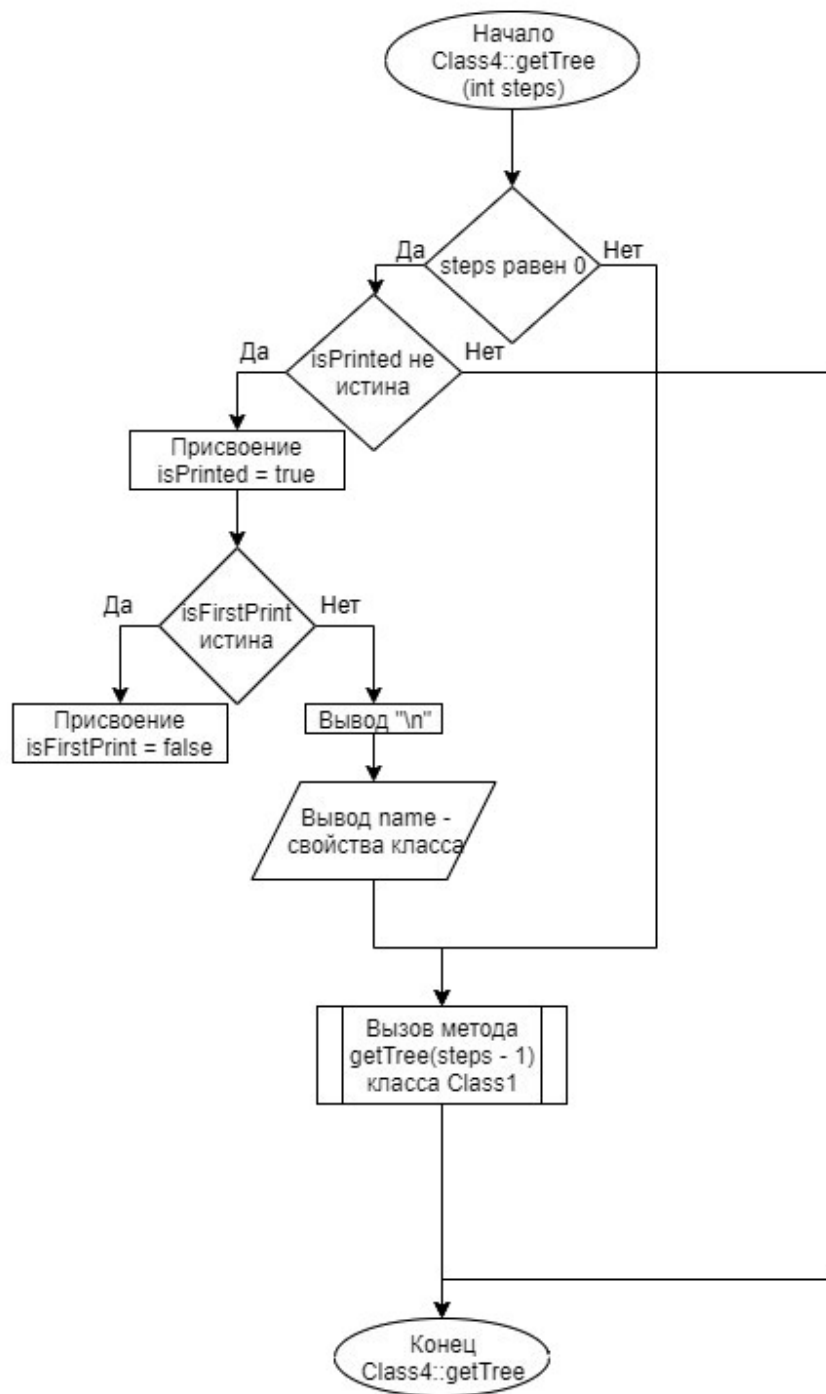 Начало
Class4::getTree
(int steps)
Да
Нет
steps равен 0
Да
Нет
isPrinted не
истина
Присвоение
isPrinted = true
Да
Нет
isFirstPrint
истина
Присвоение
isFirstPrint = false
Вывод "\n"
Вывод name -
свойства класса
Вызов метода
getTree(steps - 1)
класса Class1
Конец
Class4::getTree